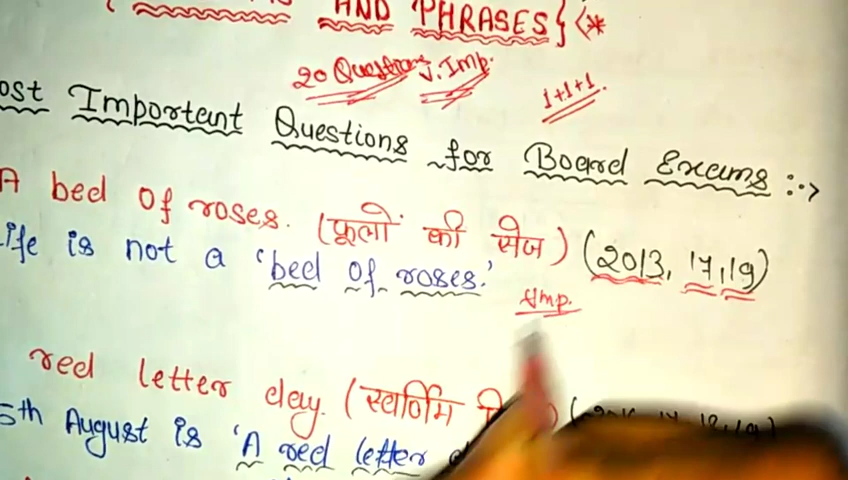 AND PHRASES} *
20 Questions V. Imp.
1+1+1
ost Important Questions for Board Exams :→
A bed of roses. (फूलों की सेज) (2013, 17, 19)
Life is not a 'bed of roses.'
Imp.
red letter day. (स्वर्णिम
5th August is 'A red letter